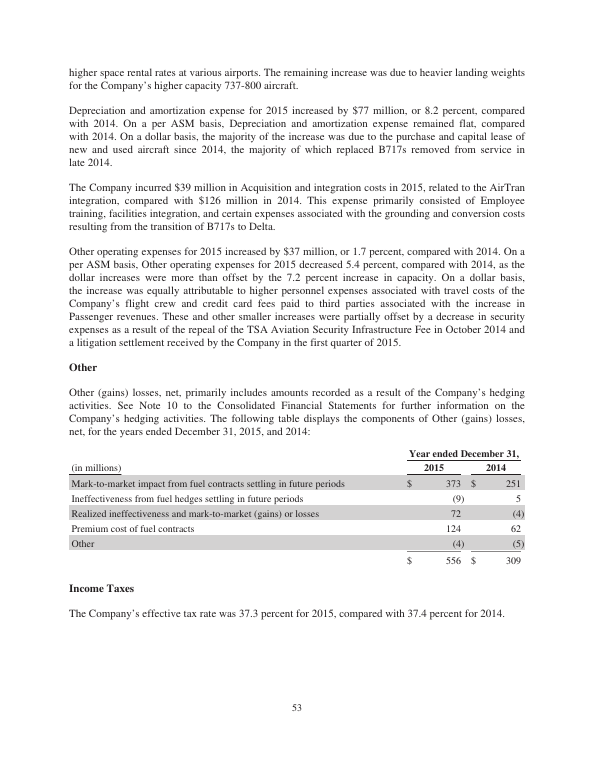 higher space rental rates at various airports. The remaining increase was due to heavier landing weights
for the Company's higher capacity 737-800 aircraft.
Depreciation and amortization expense for 2015 increased by $77 million, or 8.2 percent, compared
with 2014. On a per ASM basis, Depreciation and amortization expense remained flat, compared
with 2014. On a dollar basis, the majority of the increase was due to the purchase and capital lease of
new and used aircraft since 2014, the majority of which replaced B717s removed from service in
late 2014.
The Company incurred $39 million in Acquisition and integration costs in 2015, related to the AirTran
integration, compared with $126 million in 2014. This expense primarily consisted of Employee
training, facilities integration, and certain expenses associated with the grounding and conversion costs
resulting from the transition of B717s to Delta.
Other operating expenses for 2015 increased by $37 million, or 1.7 percent, compared with 2014. On a
per ASM basis, Other operating expenses for 2015 decreased 5.4 percent, compared with 2014, as the
dollar increases were more than offset by the 7.2 percent increase in capacity. On a dollar basis,
the increase was equally attributable to higher personnel expenses associated with travel costs of the
Company's flight crew and credit card fees paid to third parties associated with the increase in
Passenger revenues. These and other smaller increases were partially offset by a decrease in security
expenses as a result of the repeal of the TSA Aviation Security Infrastructure Fee in October 2014 and
a litigation settlement received by the Company in the first quarter of 2015.
Other
Other (gains) losses, net, primarily includes amounts recorded as a result of the Company's hedging
activities. See Note 10 to the Consolidated Financial Statements for further information on the
Company's hedging activities. The following table displays the components of Other (gains) losses,
net, for the years ended December 31, 2015, and 2014:
Year ended December 31,
(in millions) 2015 2014
Mark-to-market impact from fuel contracts settling in future periods $ 373 $ 251
Ineffectiveness from fuel hedges settling in future periods (9) 5
Realized ineffectiveness and mark-to-market (gains) or losses 72 (4)
Premium cost of fuel contracts 124 62
Other (4) (5)
$ 556 $ 309
Income Taxes
The Company's effective tax rate was 37.3 percent for 2015, compared with 37.4 percent for 2014.
53